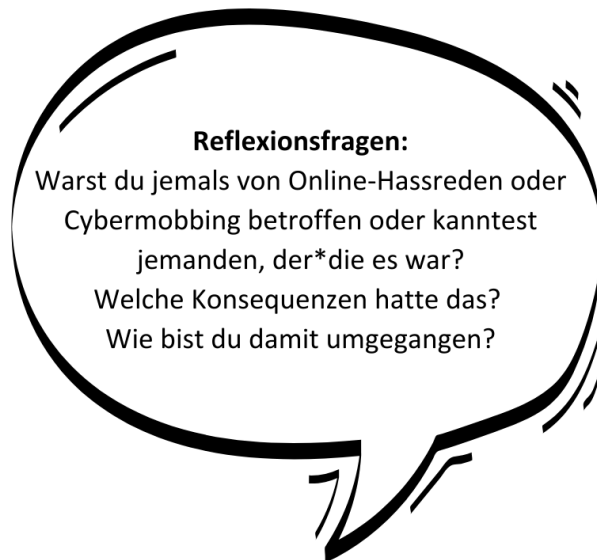 Reflexionsfragen:
Warst du jemals von Online-Hassreden oder
Cybermobbing betroffen oder kanntest
jemanden, der*die es war?
Welche Konsequenzen hatte das?
Wie bist du damit umgegangen?